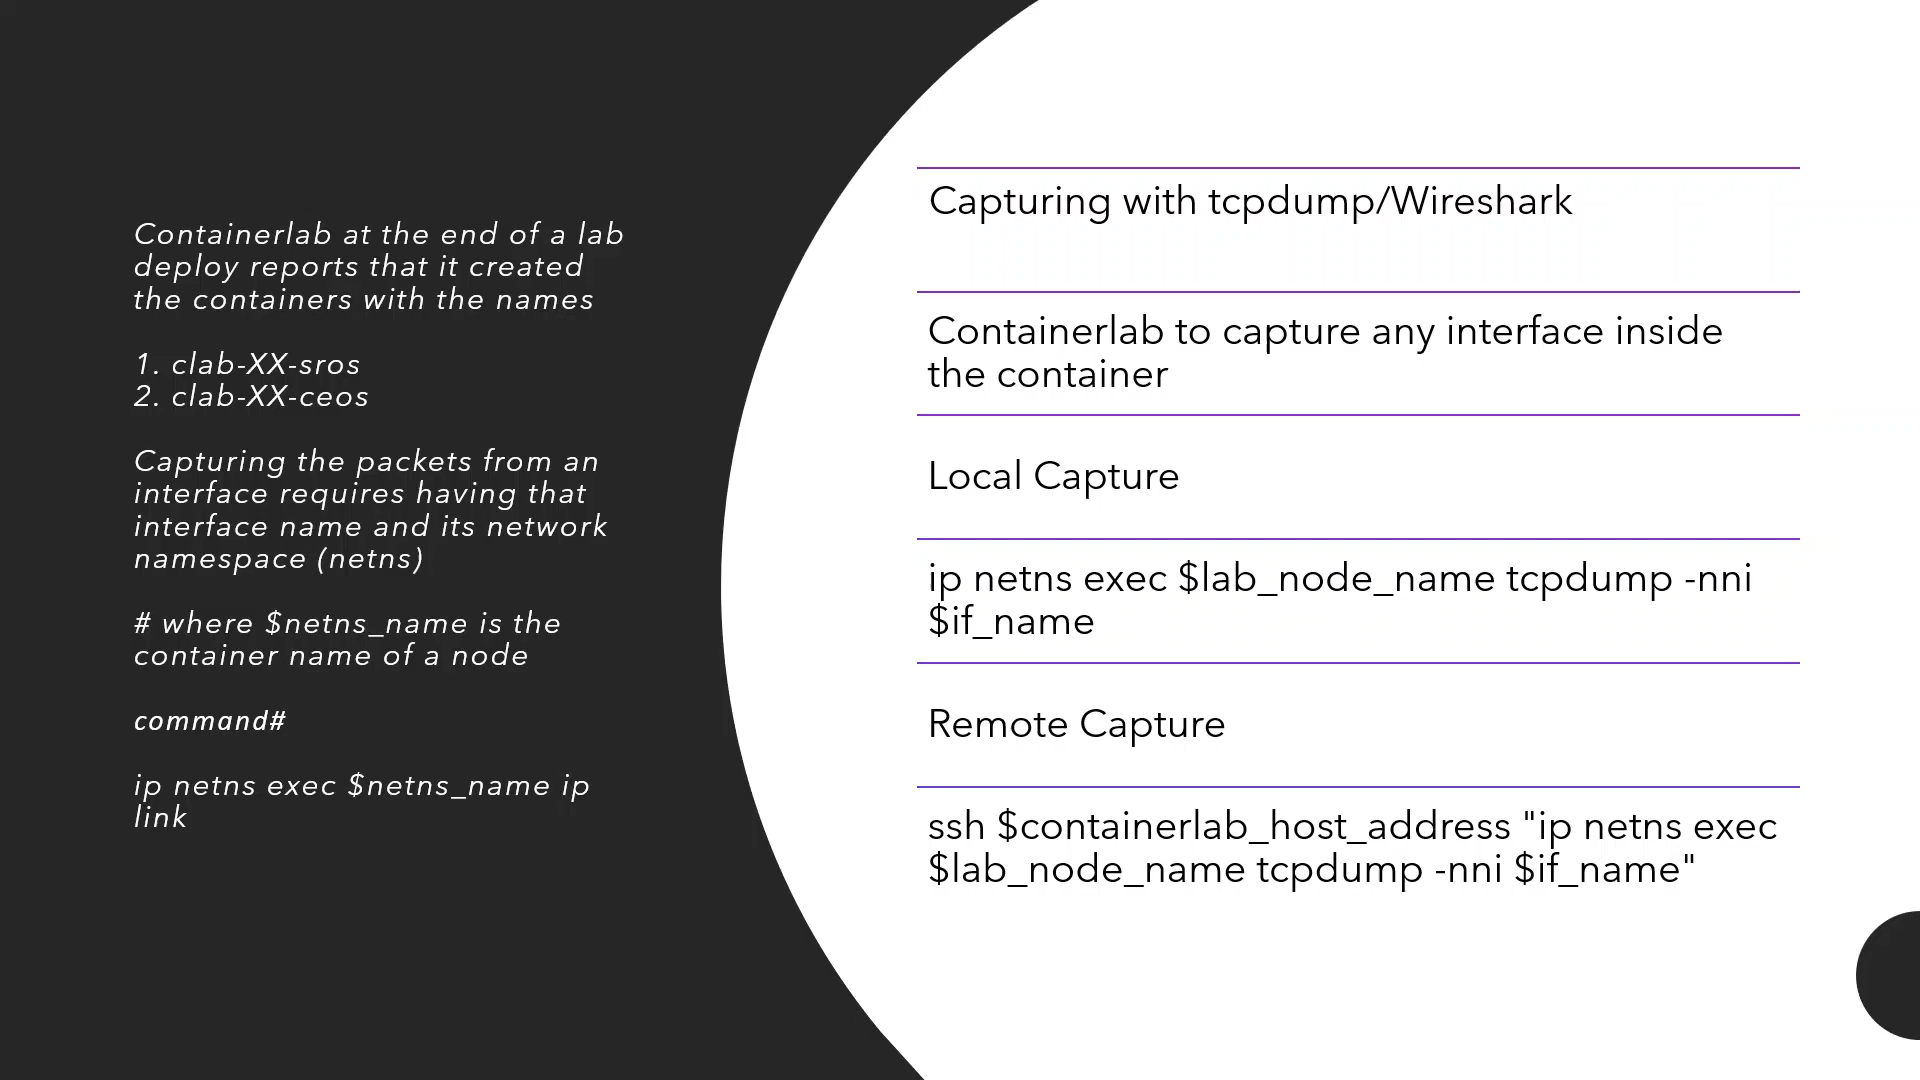 Containerlab at the end of a lab
deploy reports that it created
the containers with the names
1. clab-XX-sros
2. clab-XX-ceos
Capturing the packets from an
interface requires having that
interface name and its network
namespace (netns)
# where $netns_name is the
container name of a node
command#
ip netns exec $netns_name ip
link
Capturing with tcpdump/Wireshark
Containerlab to capture any interface inside
the container
Local Capture
ip netns exec $lab_node_name tcpdump -nni
$if_name
Remote Capture
ssh $containerlab_host_address "ip netns exec
$lab_node_name tcpdump -nni $if_name"